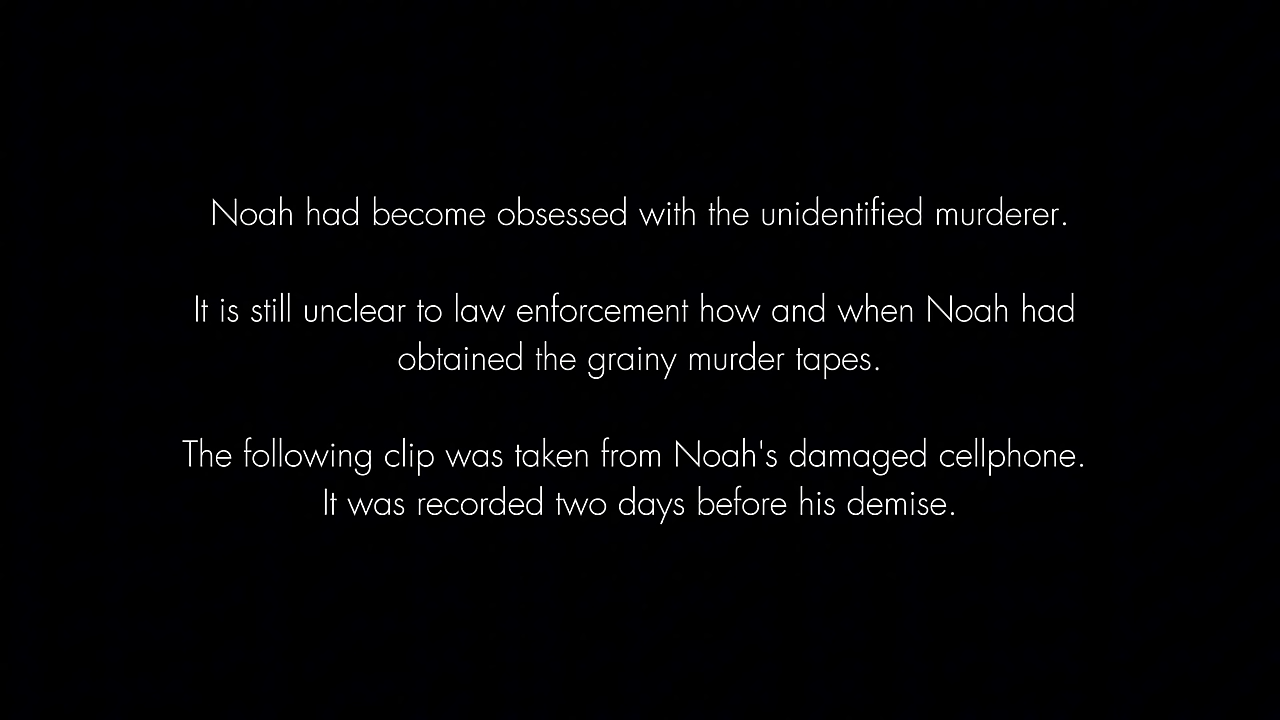 Noah had become obsessed with the unidentified murderer.
It is still unclear to law enforcement how and when Noah had
obtained the grainy murder tapes.
The following clip was taken from Noah's damaged cellphone.
It was recorded two days before his demise.